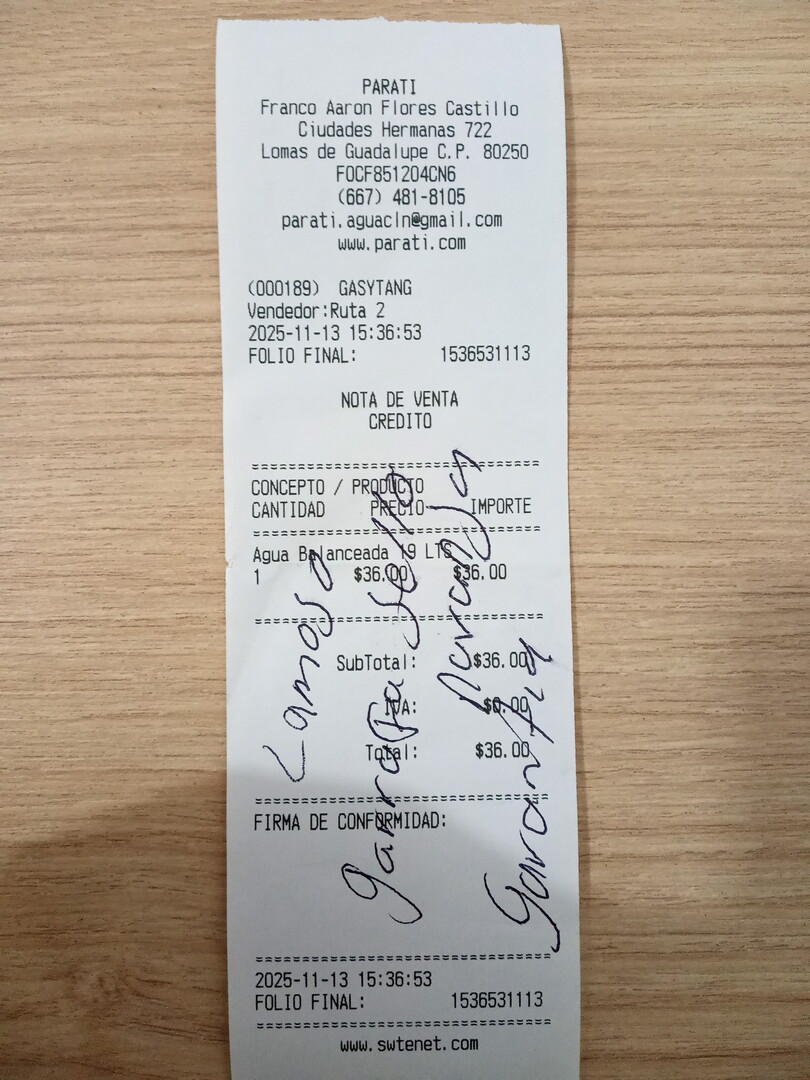 PARATI
Franco Aaron Flores Castillo
Ciudades Hermanas 722
Lomas de Guadalupe C.P. 80250
FOCF851204CN6
(667) 481-8105
parati.aguacln@gmail.com
www.parati.com
(000189) GASYTANG
Vendedor:Ruta 2
2025-11-13 15:36:53
FOLIO FINAL: 1536531113
NOTA DE VENTA
CREDITO
CONCEPTO / PRODUCTO
CANTIDAD PRECIO IMPORTE
Agua Balanceada 19 LTS
1 $36.00 $36.00
SubTotal: $36.00
IVA: $0.00
Total: $36.00
FIRMA DE CONFORMIDAD:
2025-11-13 15:36:53
FOLIO FINAL: 1536531113
www.swtenet.com
garrafa sello naranja
garantia